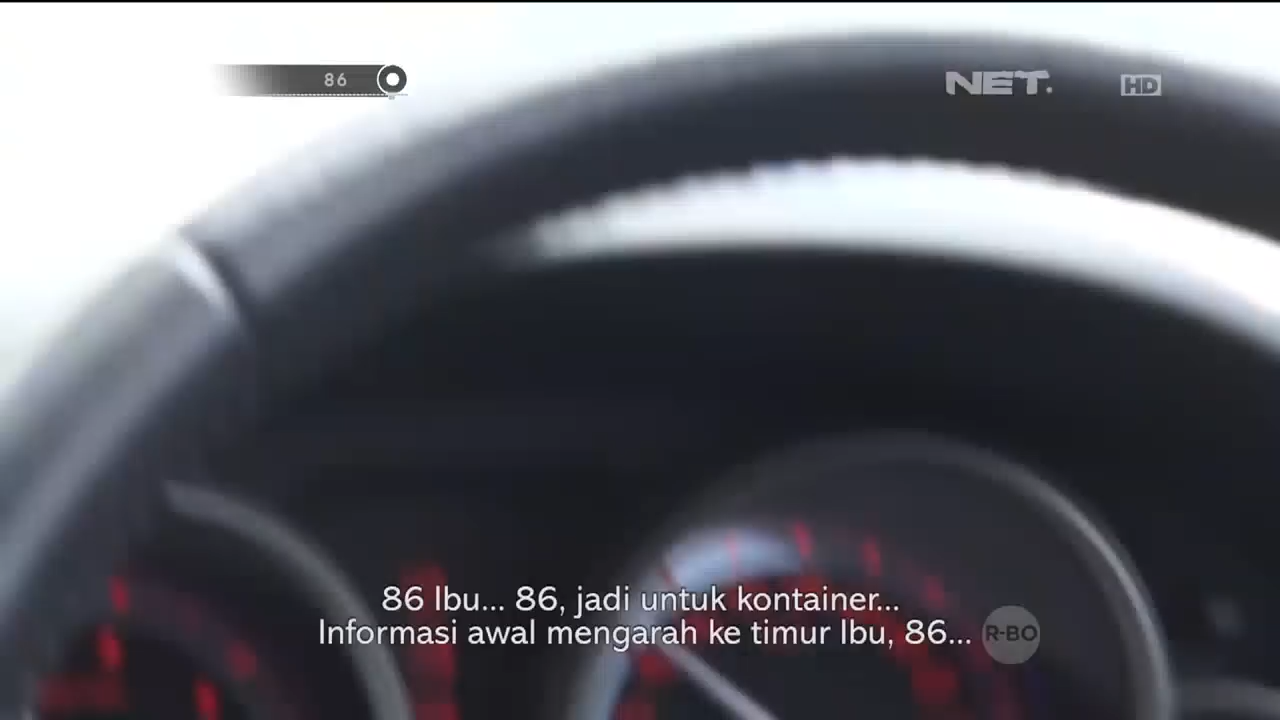 86
NET.
HD
86 Ibu... 86, jadi untuk kontainer...
Informasi awal mengarah ke timur Ibu, 86...
R-BO